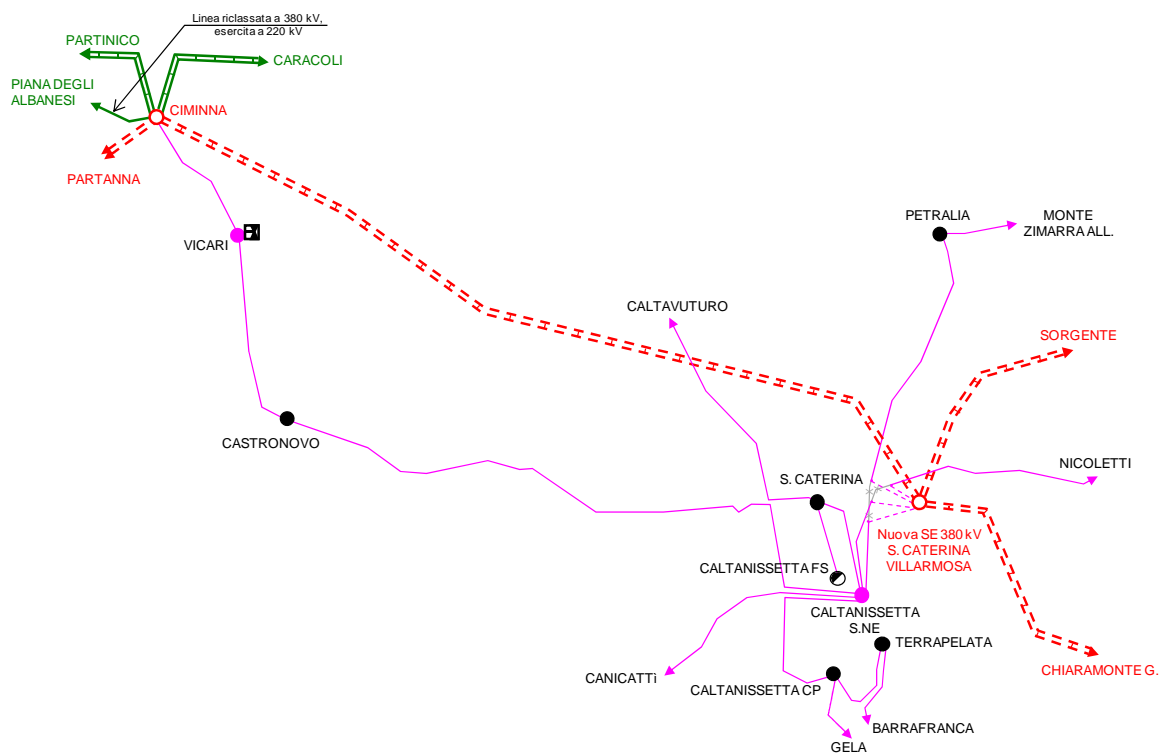 Linea riclassata a 380 kV,
esercita a 220 kV
PARTINICO
CARACOLI
PIANA DEGLI
ALBANESI
CIMINNA
PARTANNA
VICARI
PETRALIA
MONTE
ZIMARRA ALL.
CALTAVUTURO
SORGENTE
CASTRONOVO
NICOLETTI
S. CATERINA
Nuova SE 380 kV
S. CATERINA
VILLARMOSA
CALTANISSETTA FS
CALTANISSETTA
S.NE
TERRAPELATA
CHIARAMONTE G.
CANICATTì
CALTANISSETTA CP
BARRAFRANCA
GELA